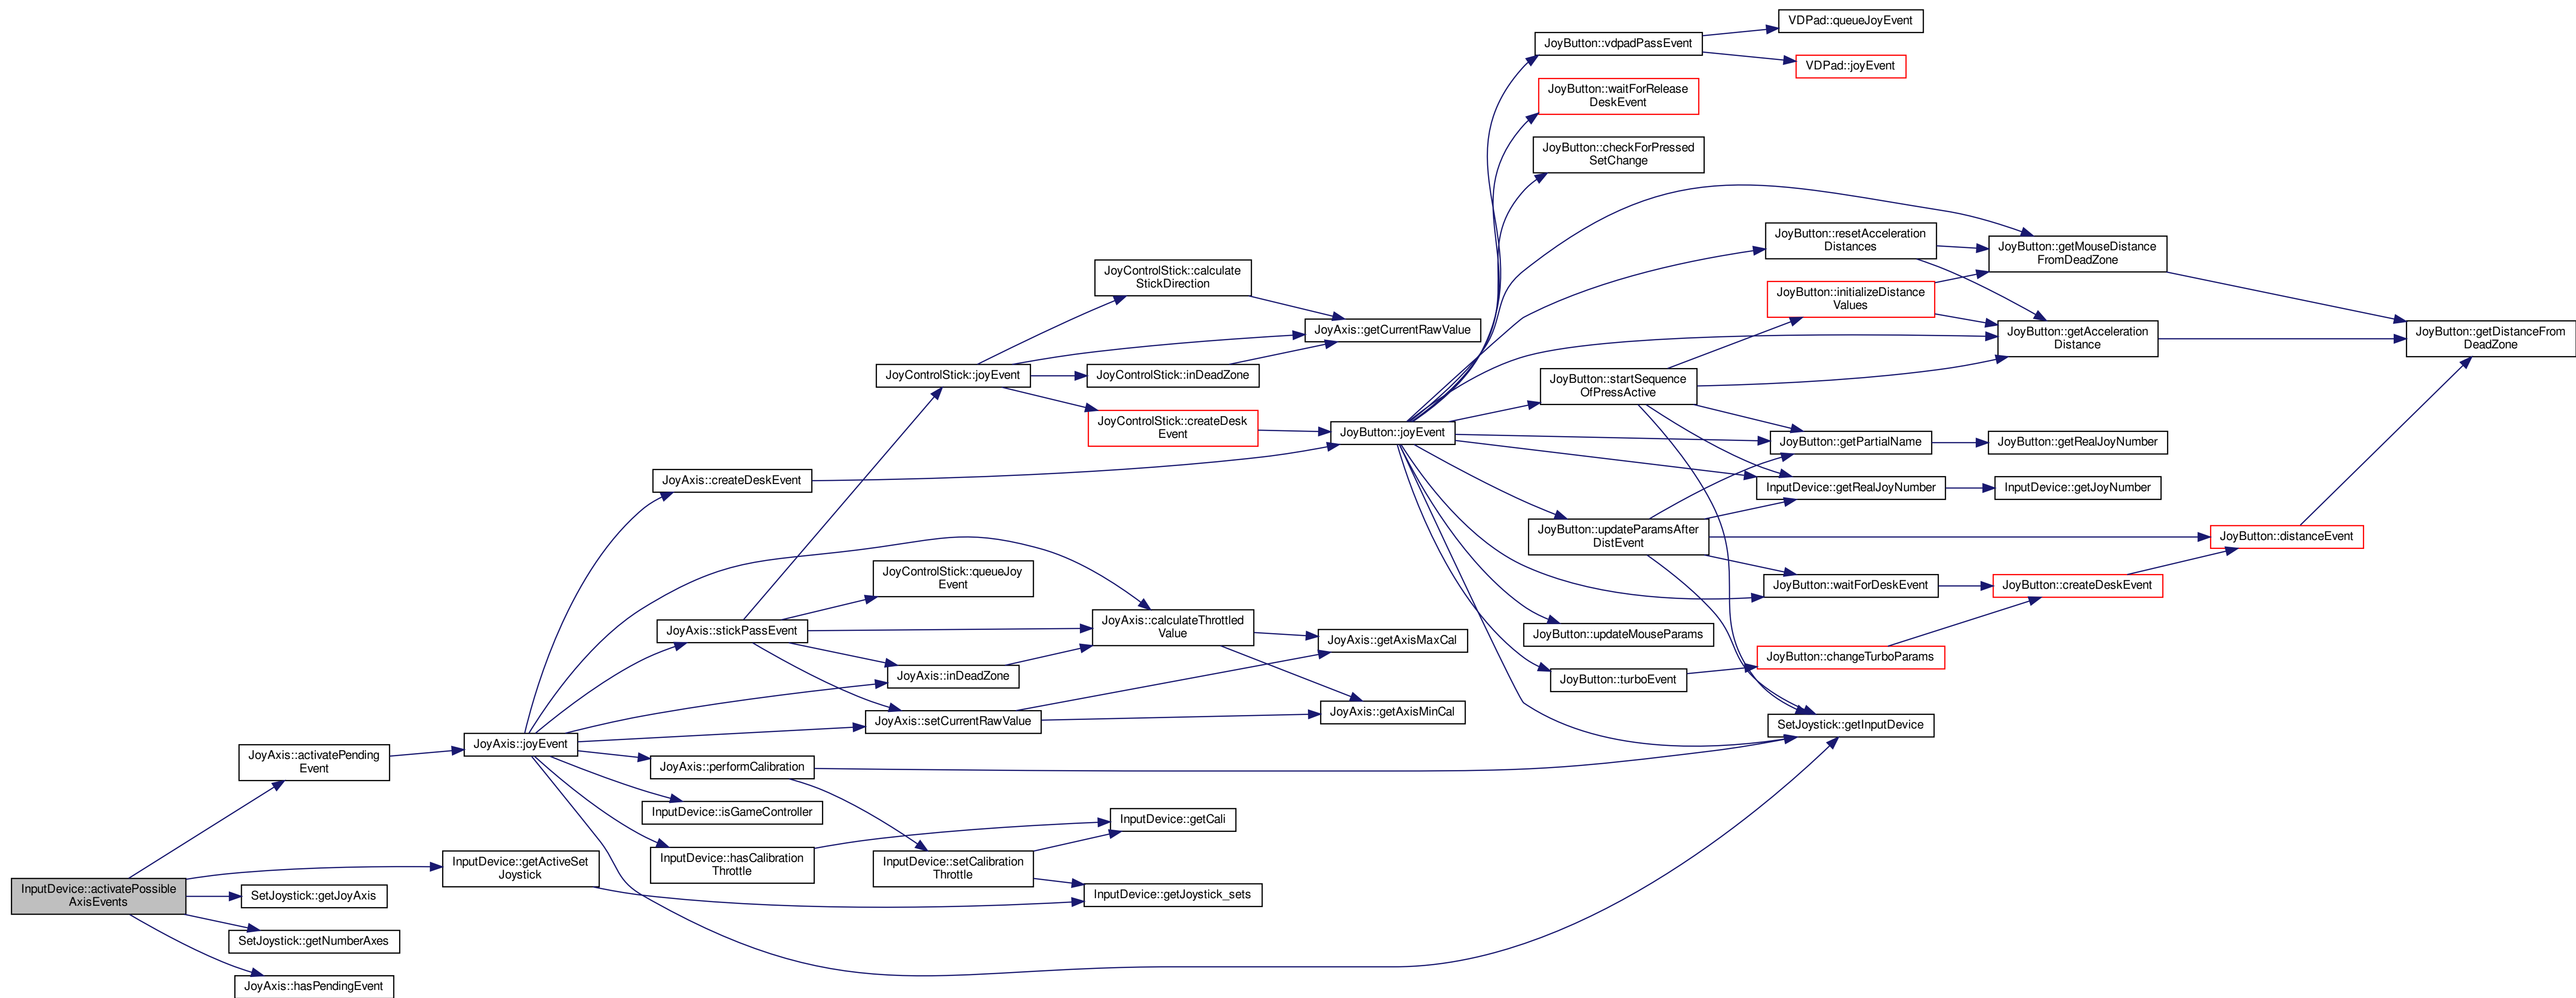 VDPad::queueJoyEvent
JoyButton::vdpadPassEvent
VDPad::joyEvent
JoyButton::waitForRelease
DeskEvent
JoyButton::checkForPressed
SetChange
JoyButton::resetAcceleration
Distances
JoyButton::getMouseDistance
FromDeadZone
JoyControlStick::calculate
StickDirection
JoyButton::initializeDistance
Values
JoyAxis::getCurrentRawValue
JoyButton::getAcceleration
Distance
JoyButton::getDistanceFrom
DeadZone
JoyControlStick::joyEvent
JoyControlStick::inDeadZone
JoyButton::startSequence
OfPressActive
JoyControlStick::createDesk
Event
JoyButton::joyEvent
JoyButton::getPartialName
JoyButton::getRealJoyNumber
JoyAxis::createDeskEvent
InputDevice::getRealJoyNumber
InputDevice::getJoyNumber
JoyButton::updateParamsAfter
DistEvent
JoyButton::distanceEvent
JoyControlStick::queueJoy
Event
JoyButton::waitForDeskEvent
JoyButton::createDeskEvent
JoyAxis::stickPassEvent
JoyAxis::calculateThrottled
Value
JoyAxis::getAxisMaxCal
JoyButton::updateMouseParams
JoyButton::changeTurboParams
JoyAxis::inDeadZone
JoyButton::turboEvent
JoyAxis::setCurrentRawValue
JoyAxis::getAxisMinCal
SetJoystick::getInputDevice
JoyAxis::joyEvent
JoyAxis::activatePending
Event
JoyAxis::performCalibration
InputDevice::isGameController
InputDevice::getCali
InputDevice::getActiveSet
Joystick
InputDevice::hasCalibration
Throttle
InputDevice::setCalibration
Throttle
InputDevice::activatePossible
AxisEvents
SetJoystick::getJoyAxis
InputDevice::getJoystick_sets
SetJoystick::getNumberAxes
JoyAxis::hasPendingEvent